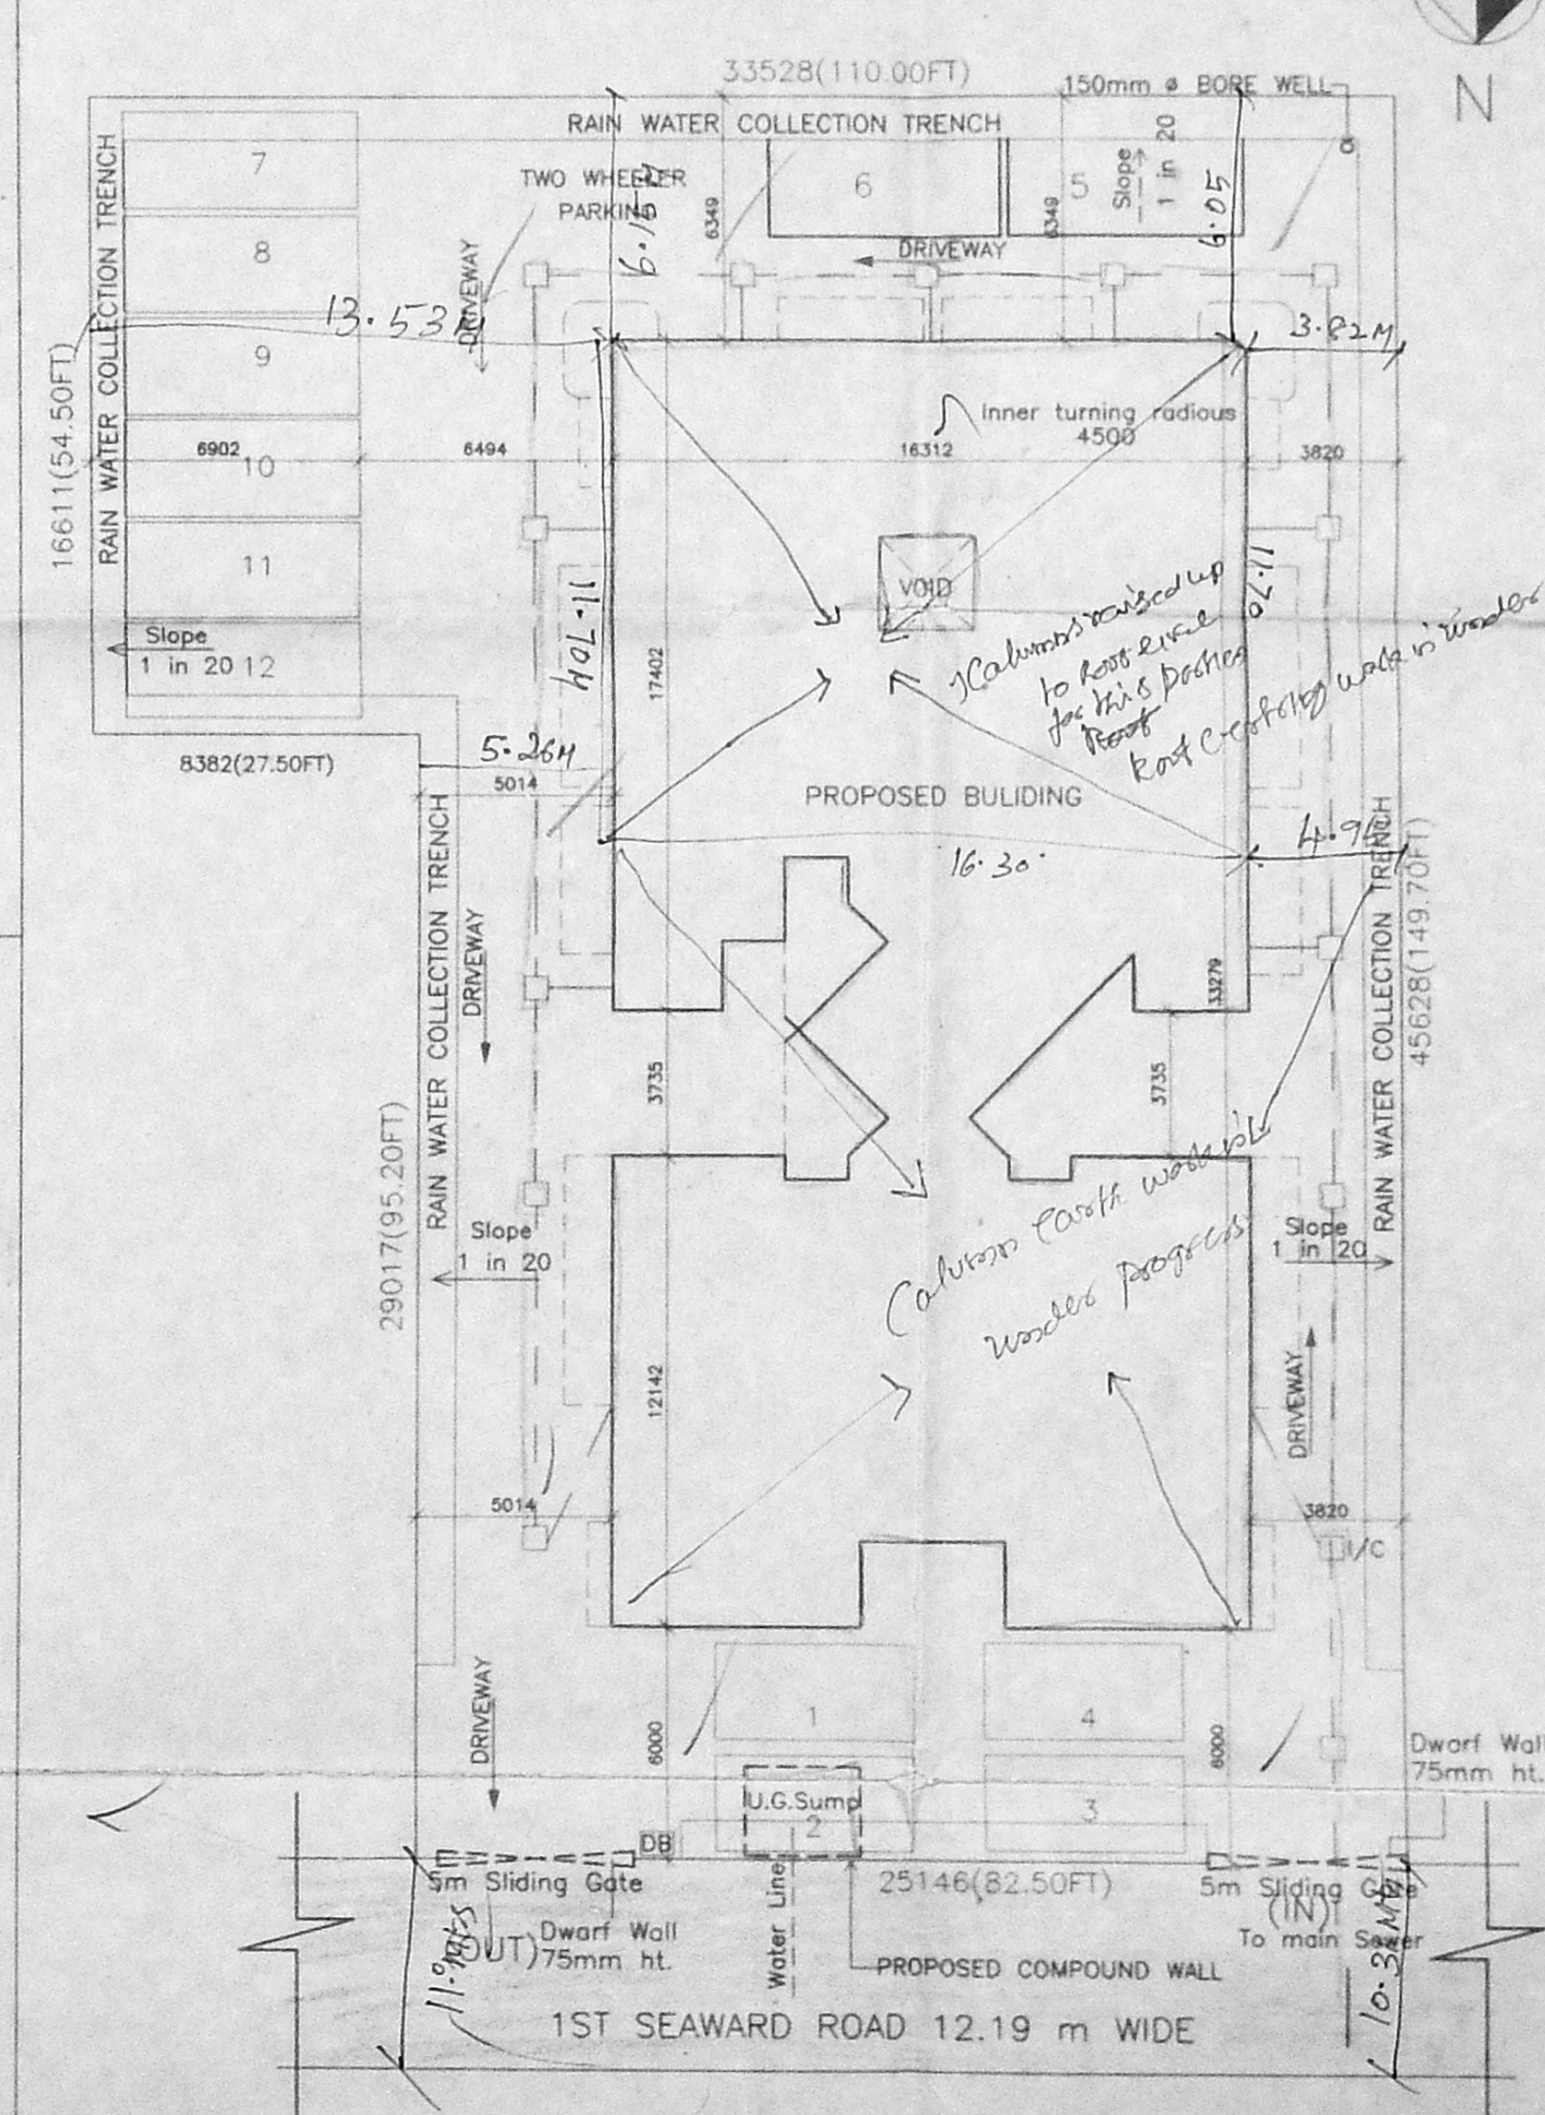 33528(110.00FT)
150mm ø BORE WELL
N
RAIN WATER COLLECTION TRENCH
RAIN WATER COLLECTION TRENCH
7
TWO WHEELER
PARKING
6
5
Slope
1 in 20
6349
6349
6.05
8
DRIVEWAY
DRIVEWAY
13.53M
3.82M
9
16611(54.50FT)
Inner turning radious
4500
6902
10
6494
16312
3820
11
VOID
11.70M
11.70
Columns raised up
to Roof level
for this Portion
Roof
Roof Casting work is under
Slope
1 in 20
12
17402
5.26M
8382(27.50FT)
5014
PROPOSED BULIDING
16.30
RAIN WATER COLLECTION TRENCH
DRIVEWAY
33279
RAIN WATER COLLECTION TRENCH
45628(149.70FT)
3735
3735
29017(95.20FT)
Column Earth work is
under progress
Slope
1 in 20
Slope
1 in 20
12142
DRIVEWAY
5014
3820
I/C
DRIVEWAY
1
4
6000
6000
Dwarf Wall
75mm ht.
U.G.Sump
2
3
DB
5m Sliding Gate
25146(82.50FT)
5m Sliding Gate
(OUT)
Dwarf Wall
75mm ht.
Water Line
(IN)
To main Sewer
PROPOSED COMPOUND WALL
1ST SEAWARD ROAD 12.19 m WIDE